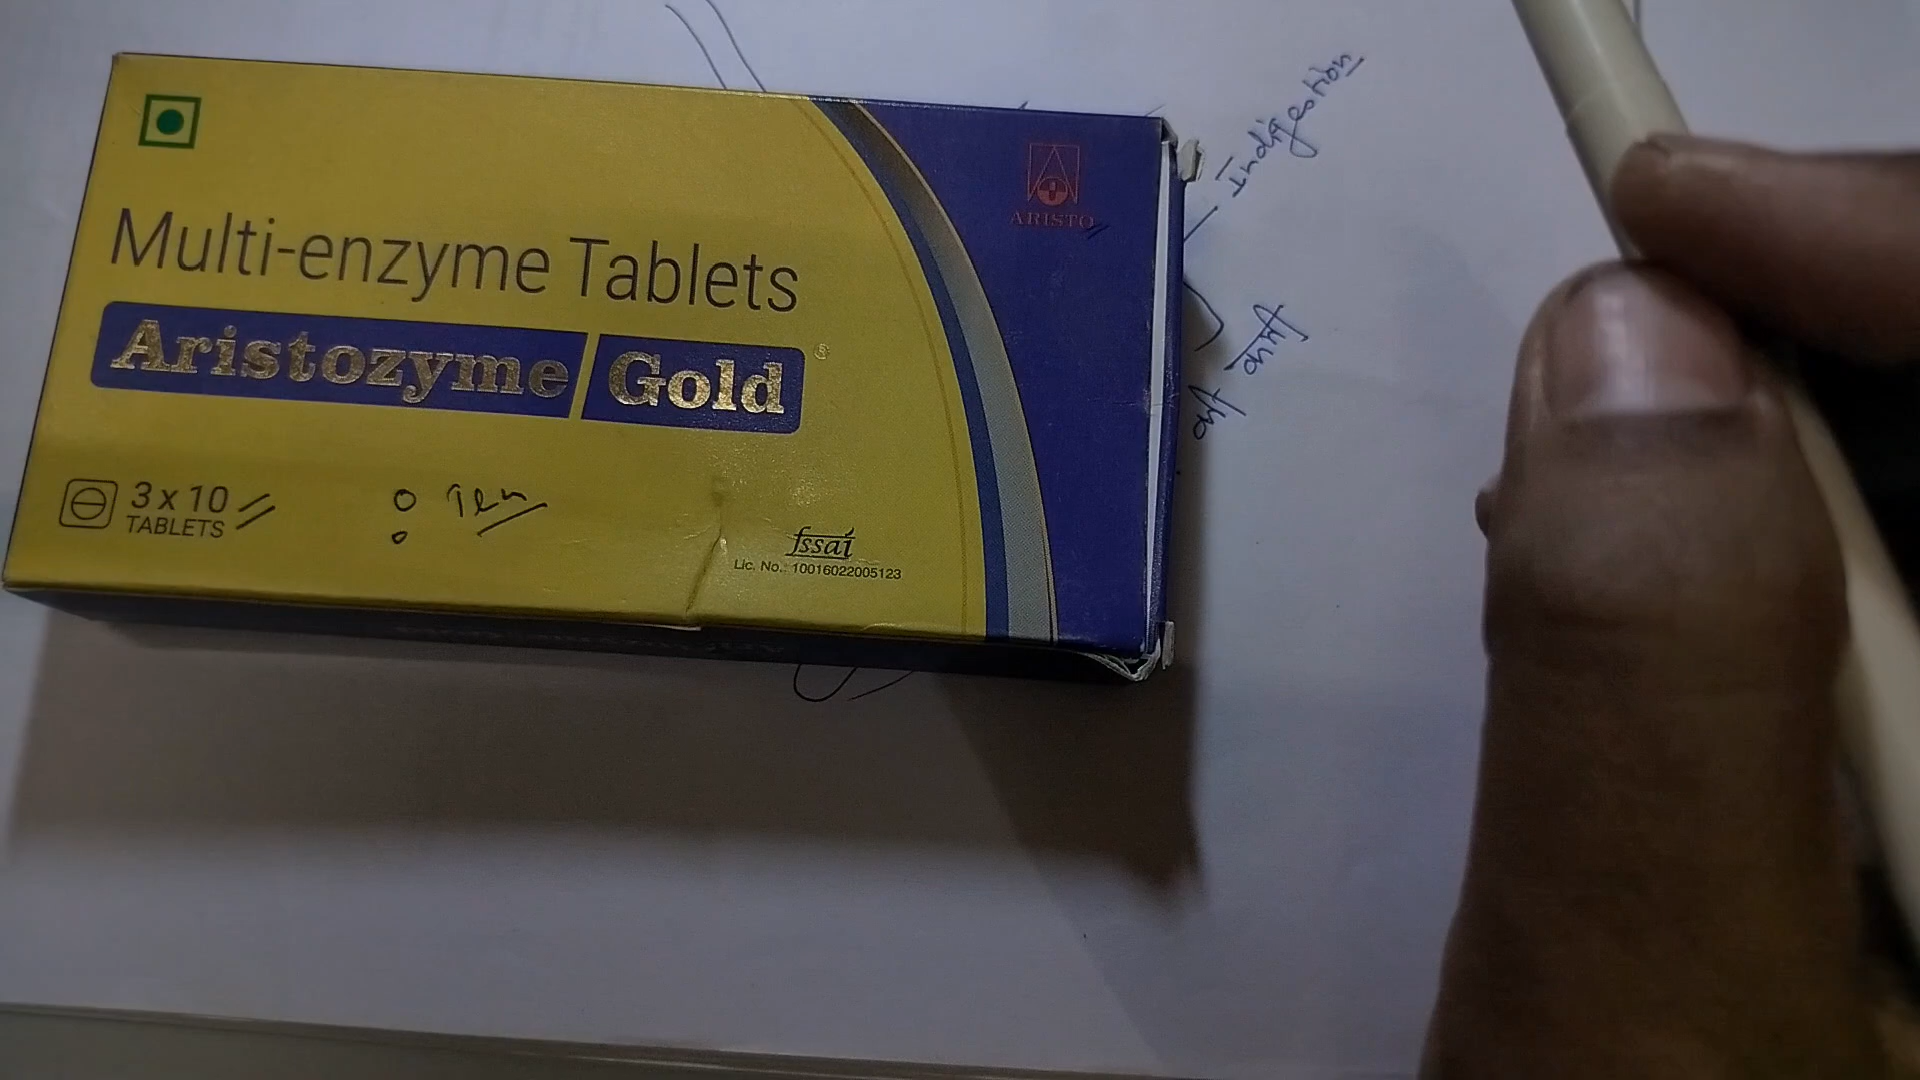 ARISTO
Multi-enzyme Tablets
Aristozyme Gold®
3 x 10
TABLETS
fssai
Lic. No.: 10016022005123
Indigestion